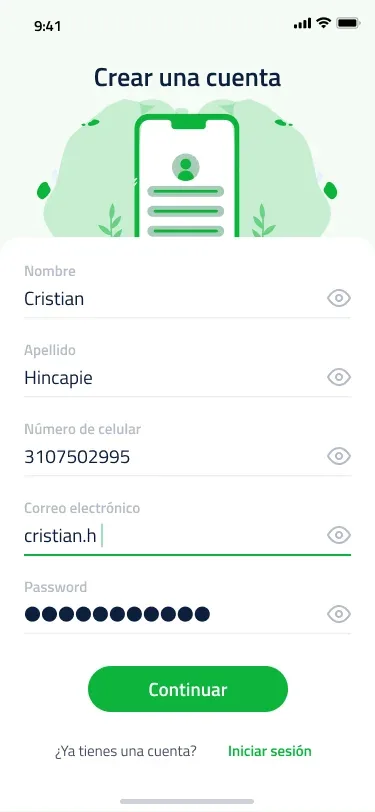 9:41
Crear una cuenta
Nombre
Cristian
Apellido
Hincapie
Número de celular
3107502995
Correo electrónico
cristian.h
Password
●●●●●●●●●●●
Continuar
¿Ya tienes una cuenta? Iniciar sesión